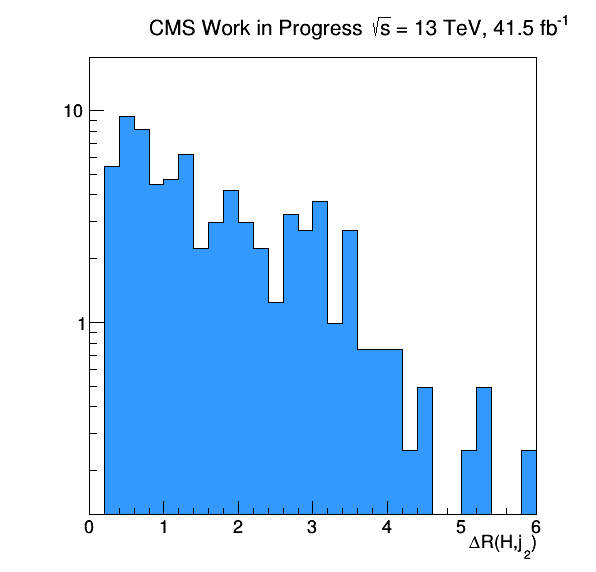 CMS Work in Progress √s = 13 TeV, 41.5 fb⁻¹
10
1
0 1 2 3 4 5 6
ΔR(H,j₂)